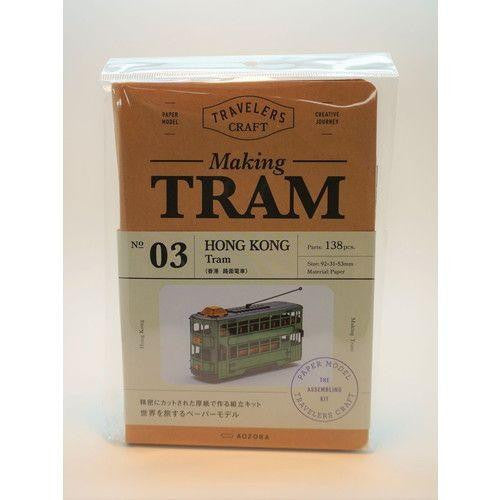 PAPER MODEL
TRAVELERS CRAFT
CREATIVE JOURNEY
Making
TRAM
No 03
HONG KONG
Tram
(香港 路面電車)
Parts: 138pcs.
Size: 92×31×53mm
Material: Paper
Hong Kong
Making Tram
PAPER MODEL
THE
ASSEMBLING
KIT
TRAVELERS CRAFT
精密にカットされた厚紙で作る組立キット
世界を旅するペーパーモデル
AOZORA